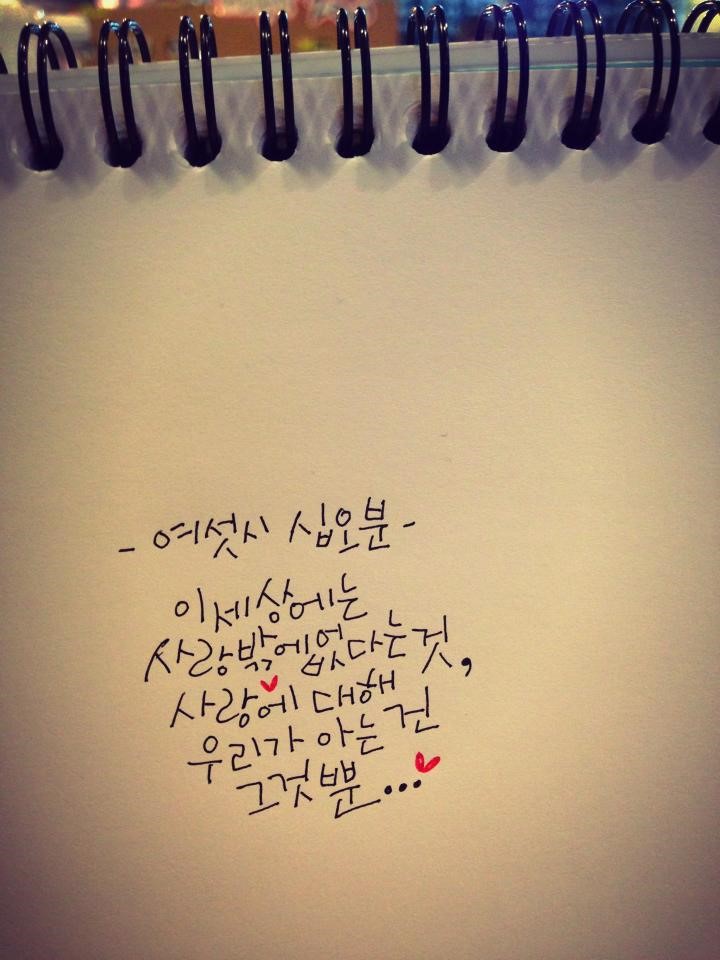 - 여섯시 십오분 -
이세상에는
사랑밖에없다는것,
사랑에 대해
우리가 아는 건
그것뿐...